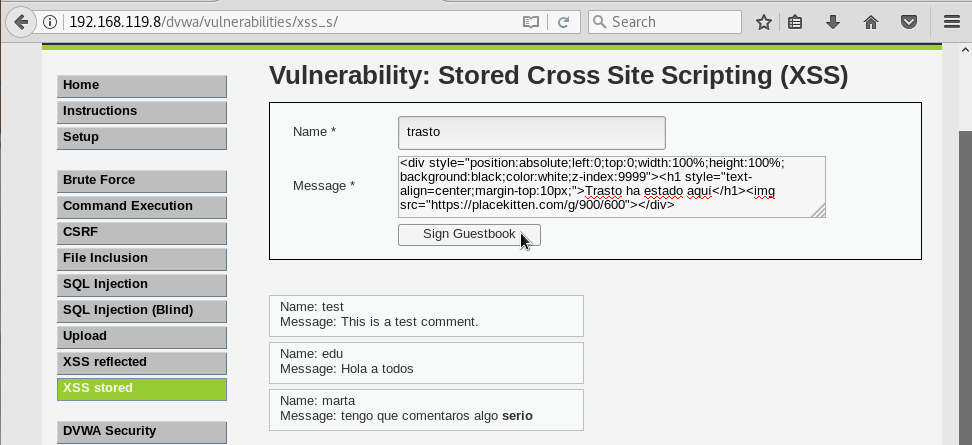 192.168.119.8/dvwa/vulnerabilities/xss_s/
Search
Vulnerability: Stored Cross Site Scripting (XSS)
Home
Instructions
Setup
Brute Force
Command Execution
CSRF
File Inclusion
SQL Injection
SQL Injection (Blind)
Upload
XSS reflected
XSS stored
DVWA Security
Name *
trasto
Message *
<div style="position:absolute;left:0;top:0;width:100%;height:100%;
background:black;color:white;z-index:9999"><h1 style="text-
align=center;margin-top:10px;">Trasto ha estado aquí</h1><img
src="https://placekitten.com/g/900/600"></div>
Sign Guestbook
Name: test
Message: This is a test comment.
Name: edu
Message: Hola a todos
Name: marta
Message: tengo que comentaros algo serio